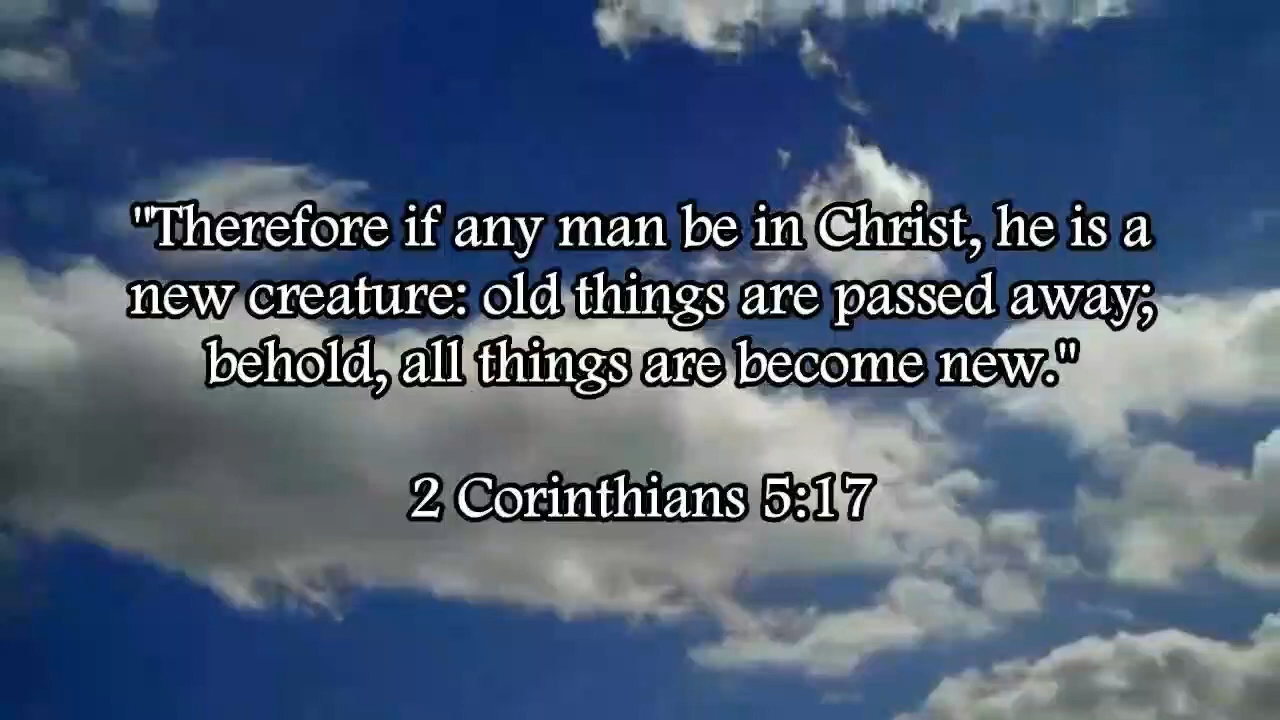 "Therefore if any man be in Christ, he is a
new creature: old things are passed away;
behold, all things are become new."
2 Corinthians 5:17